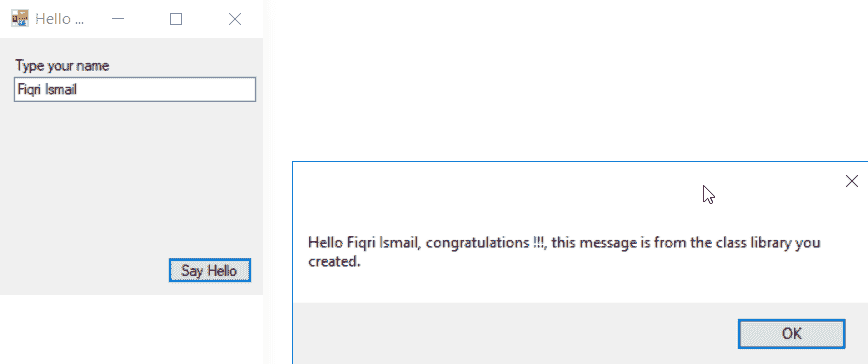 Hello ...
Type your name
Fiqri Ismail
Say Hello
Hello Fiqri Ismail, congratulations !!!, this message is from the class library you
created.
OK